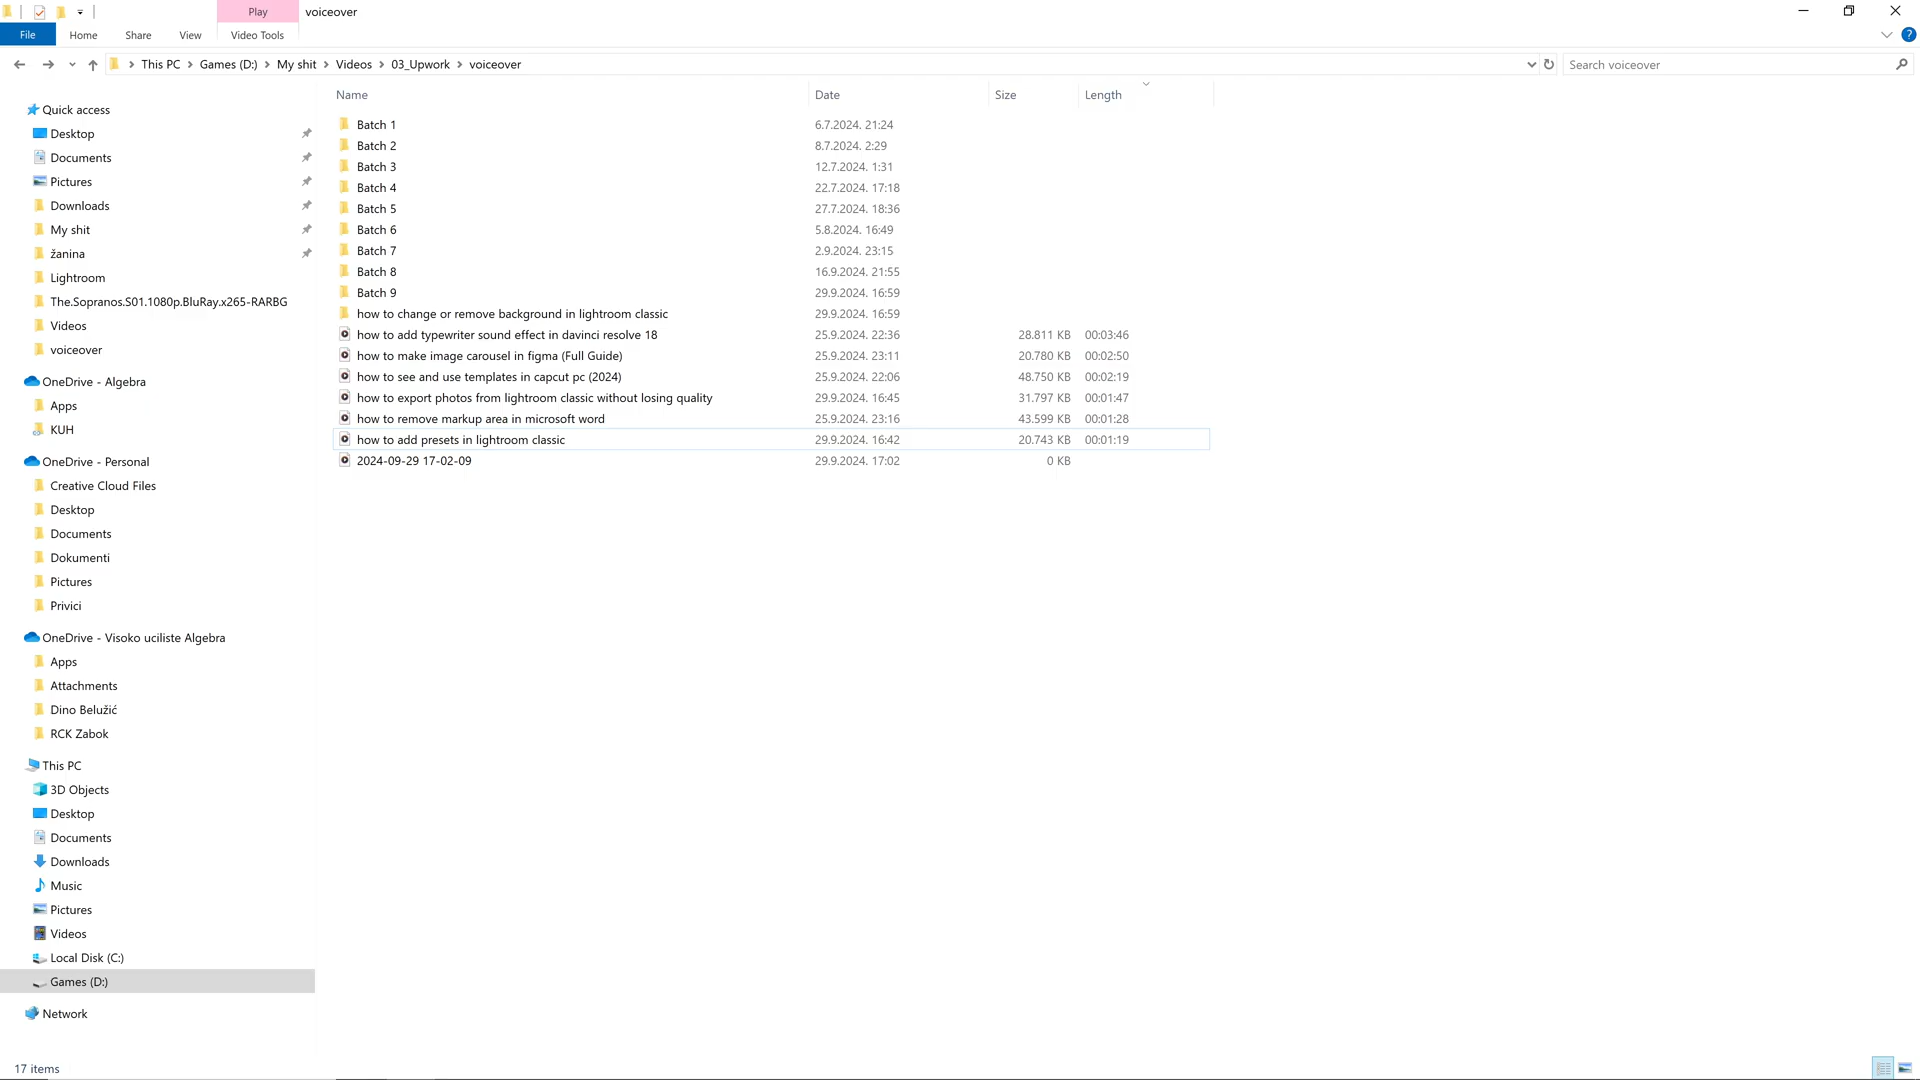 Play
voiceover
File
Home
Share
View
Video Tools
?
This PC > Games (D:) > My shit > Videos > 03_Upwork > voiceover
Search voiceover
Name Date Size Length
Batch 1 6.7.2024. 21:24
Batch 2 8.7.2024. 2:29
Batch 3 12.7.2024. 1:31
Batch 4 22.7.2024. 17:18
Batch 5 27.7.2024. 18:36
Batch 6 5.8.2024. 16:49
Batch 7 2.9.2024. 23:15
Batch 8 16.9.2024. 21:55
Batch 9 29.9.2024. 16:59
how to change or remove background in lightroom classic 29.9.2024. 16:59
how to add typewriter sound effect in davinci resolve 18 25.9.2024. 22:36 28.811 KB 00:03:46
how to make image carousel in figma (Full Guide) 25.9.2024. 23:11 20.780 KB 00:02:50
how to see and use templates in capcut pc (2024) 25.9.2024. 22:06 48.750 KB 00:02:19
how to export photos from lightroom classic without losing quality 29.9.2024. 16:45 31.797 KB 00:01:47
how to remove markup area in microsoft word 25.9.2024. 23:16 43.599 KB 00:01:28
how to add presets in lightroom classic 29.9.2024. 16:42 20.743 KB 00:01:19
2024-09-29 17-02-09 29.9.2024. 17:02 0 KB
Quick access
Desktop
Documents
Pictures
Downloads
My shit
žanina
Lightroom
The.Sopranos.S01.1080p.BluRay.x265-RARBG
Videos
voiceover
OneDrive - Algebra
Apps
KUH
OneDrive - Personal
Creative Cloud Files
Desktop
Documents
Dokumenti
Pictures
Privici
OneDrive - Visoko uciliste Algebra
Apps
Attachments
Dino Belužić
RCK Zabok
This PC
3D Objects
Desktop
Documents
Downloads
Music
Pictures
Videos
Local Disk (C:)
Games (D:)
Network
17 items